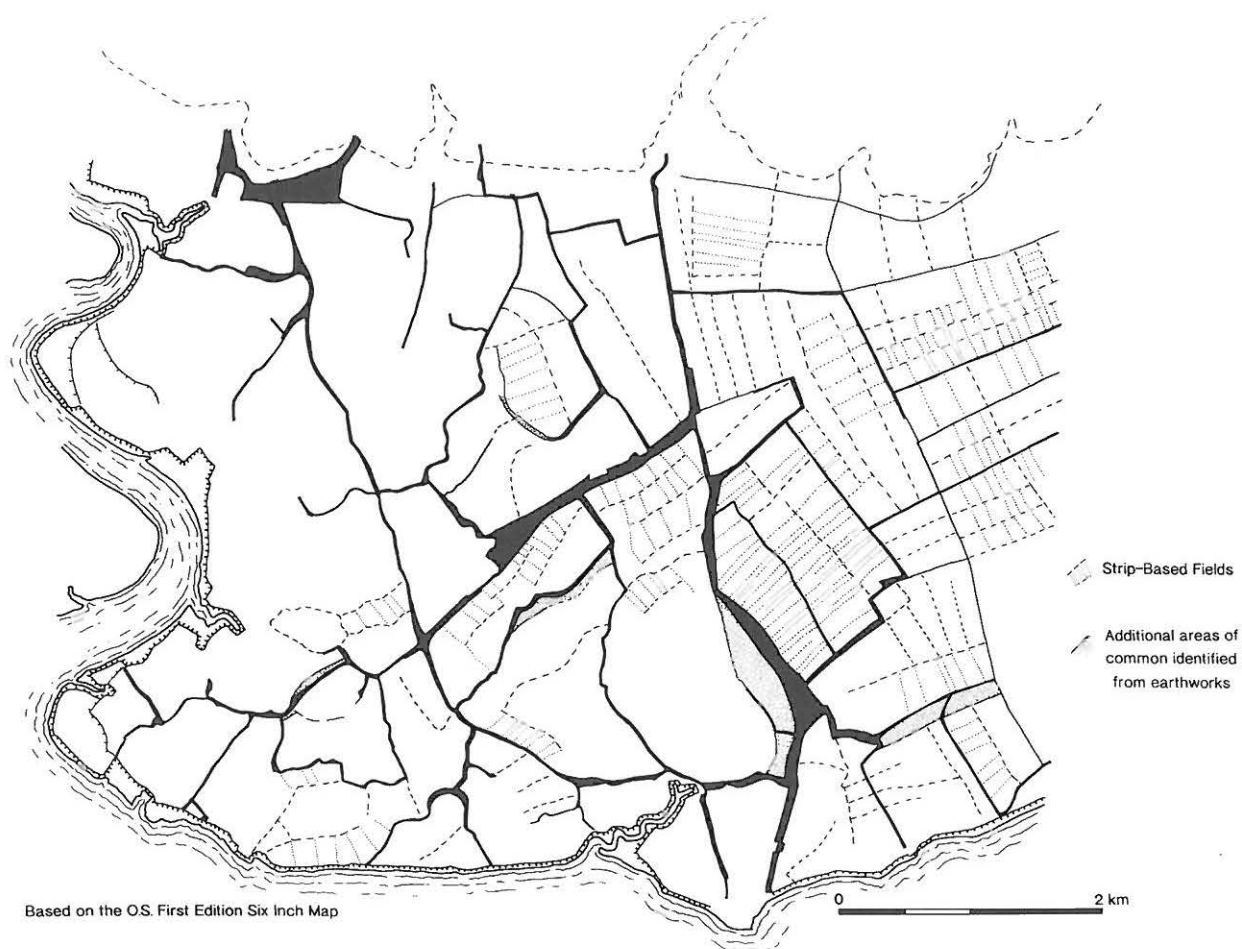 Strip-Based Fields
Additional areas of
common identified
from earthworks
Based on the O.S. First Edition Six Inch Map
0 2 km